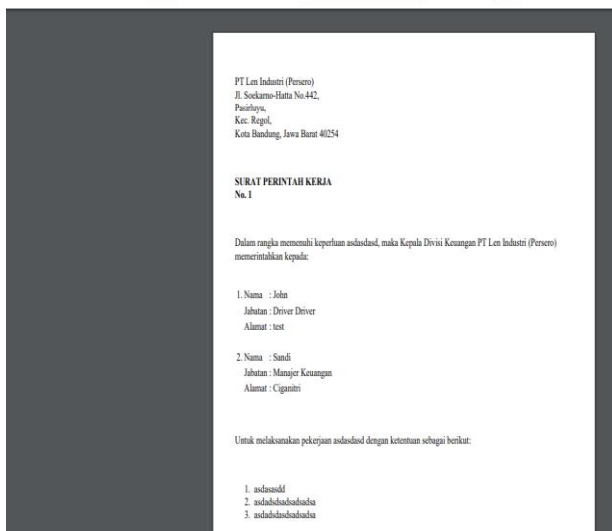 PT Len Industri (Persero)
Jl. Soekarno-Hatta No.442,
Pasirluyu,
Kec. Regol,
Kota Bandung, Jawa Barat 40254
SURAT PERINTAH KERJA
No. 1
Dalam rangka memenuhi keperluan asdasdasd, maka Kepala Divisi Keuangan PT Len Industri (Persero)
memerintahkan kepada:
1. Nama : John
Jabatan : Driver Driver
Alamat : test
2. Nama : Sandi
Jabatan : Manajer Keuangan
Alamat : Ciganitri
Untuk melaksanakan pekerjaan asdasdasd dengan ketentuan sebagai berikut:
1. asdasasdd
2. asdadsdsadsadsadsa
3. asdadsdasdsadsadsa